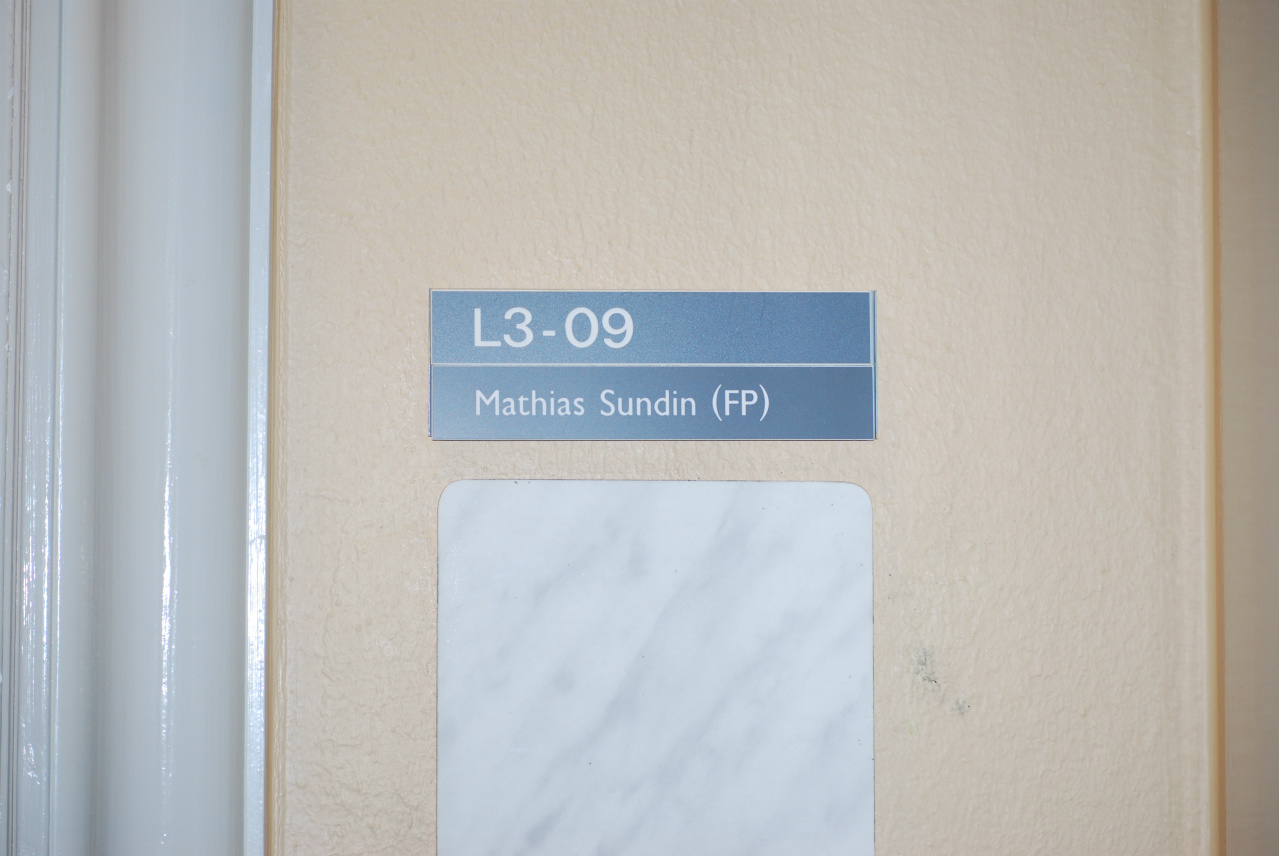 L3-09
Mathias Sundin (FP)